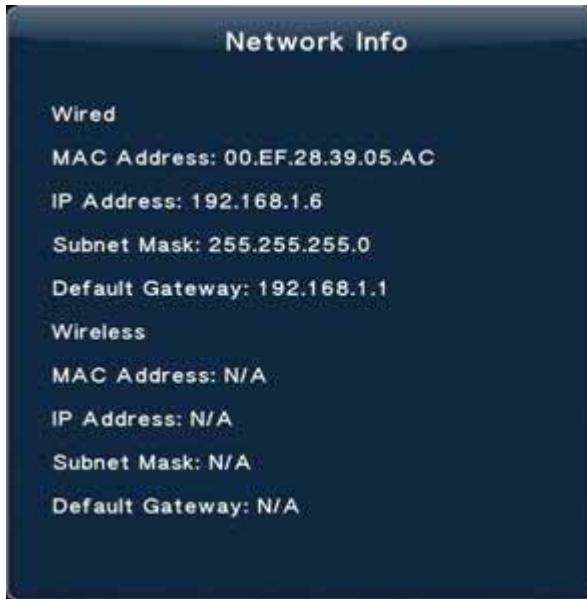 Network Info
Wired
MAC Address: 00.EF.28.39.05.AC
IP Address: 192.168.1.6
Subnet Mask: 255.255.255.0
Default Gateway: 192.168.1.1
Wireless
MAC Address: N/A
IP Address: N/A
Subnet Mask: N/A
Default Gateway: N/A